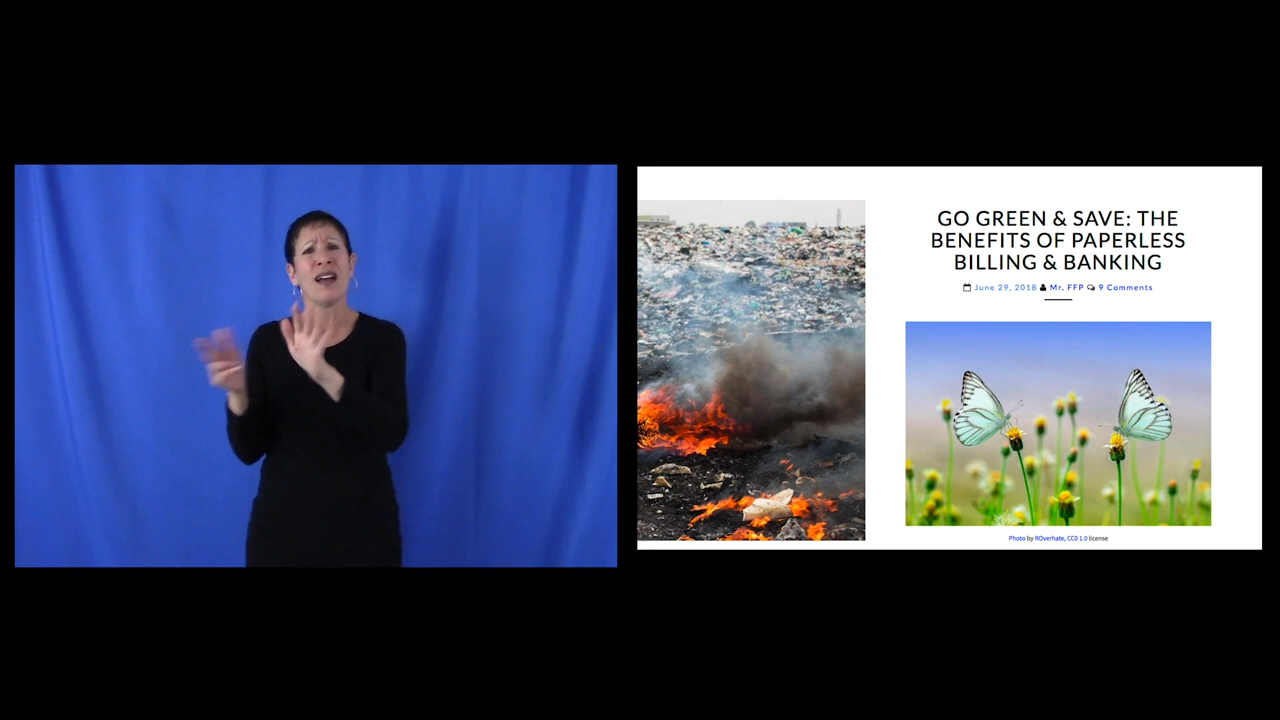 GO GREEN & SAVE: THE
BENEFITS OF PAPERLESS
BILLING & BANKING
June 29, 2018 Mr. FFP 9 Comments
Photo by ROverhate, CC0 1.0 license